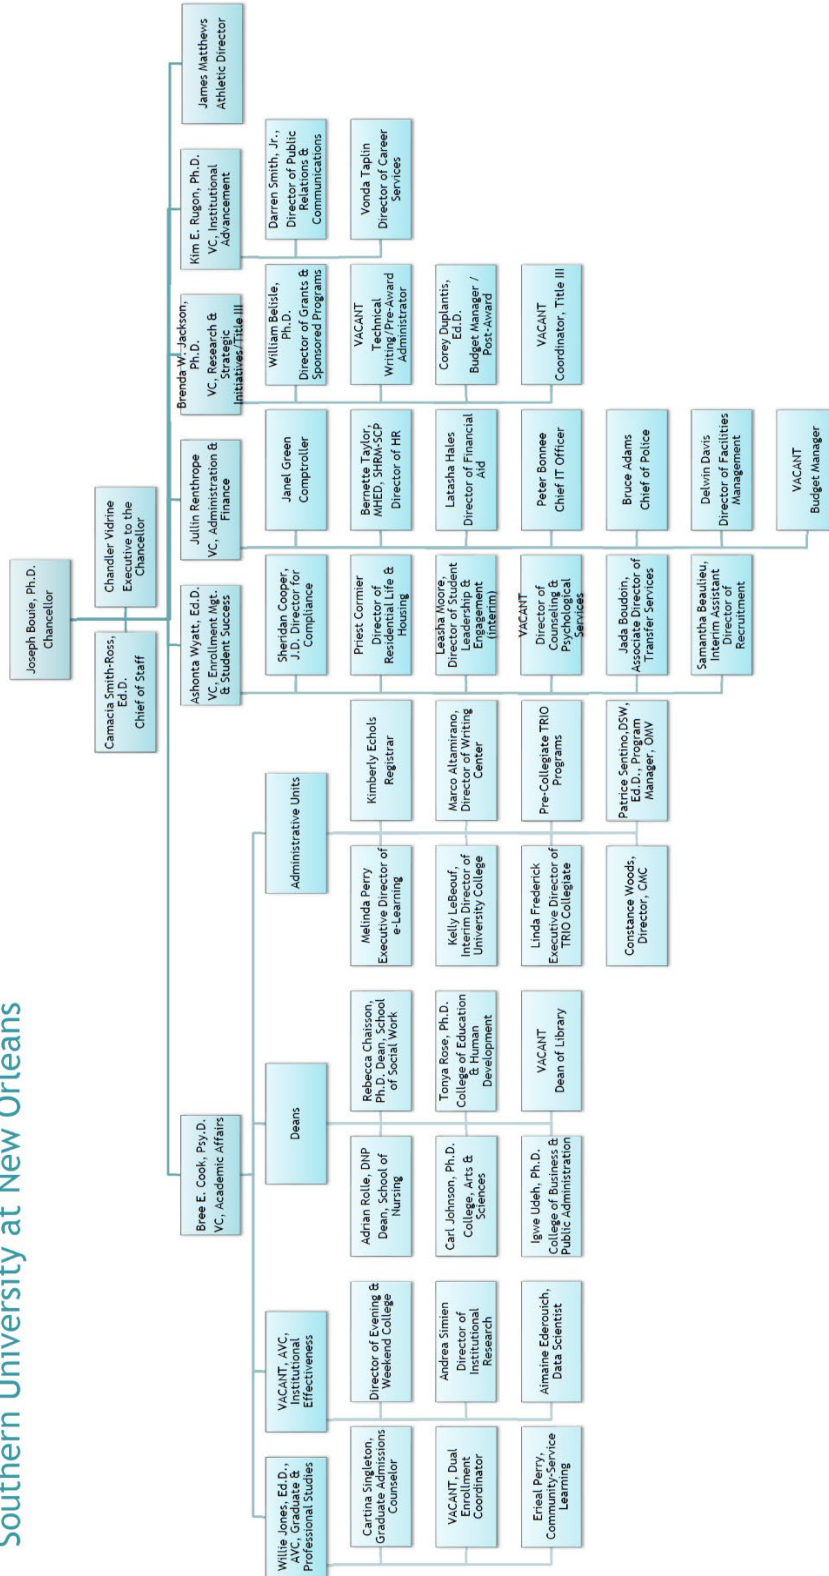 Southern University at New Orleans
Joseph Bouie, Ph.D.
Chancellor
Camacia Smith-Ross,
Ed.D.
Chief of Staff
Chandler Vidrine
Executive to the
Chancellor
Bree E. Cook, Psy.D.
VC, Academic Affairs
Ashonta Wyatt, Ed.D.
VC, Enrollment Mgt.
& Student Success
Jullin Renthrope
VC, Administration &
Finance
Brenda W. Jackson,
Ph.D.
VC, Research &
Strategic
Initiatives/Title III
Kim E. Rugon, Ph.D.
VC, Institutional
Advancement
James Matthews
Athletic Director
Willie Jones, Ed.D.,
AVC, Graduate &
Professional Studies
Cartina Singleton,
Graduate Admissions
Counselor
VACANT, Dual
Enrollment
Coordinator
Erieal Perry,
Community-Service
Learning
VACANT, AVC,
Institutional
Effectiveness
Director of Evening &
Weekend College
Andrea Simien
Director of
Institutional
Research
Aimaine Ederouich,
Data Scientist
Deans
Adrian Rolle, DNP
Dean, School of
Nursing
Rebecca Chaisson,
Ph.D. Dean, School
of Social Work
Carl Johnson, Ph.D.
College, Arts &
Sciences
Tonya Rose, Ph.D.
College of Education
& Human
Development
Igwe Udeh, Ph.D.
College of Business &
Public Administration
VACANT
Dean of Library
Administrative Units
Melinda Perry
Executive Director of
e-Learning
Kimberly Echols
Registrar
Kelly LeBeouf,
Interim Director of
University College
Marco Altamirano,
Director of Writing
Center
Linda Frederick
Executive Director of
TRIO Collegiate
Pre-Collegiate TRIO
Programs
Constance Woods,
Director, CMC
Patrice Sentino,DSW,
Ed.D., Program
Manager, OMV
Sheridan Cooper,
J.D. Director for
Compliance
Priest Cormier
Director of
Residential Life &
Housing
Leasha Moore,
Director of Student
Leadership &
Engagement
(interim)
VACANT
Director of
Counseling &
Psychological
Services
Jada Boudoin,
Associate Director of
Transfer Services
Samantha Beaulieu,
Interim Assistant
Director of
Recruitment
Janel Green
Comptroller
Bernette Taylor,
MHED, SHRM-SCP
Director of HR
Latasha Hales
Director of Financial
Aid
Peter Bonnee
Chief IT Officer
Bruce Adams
Chief of Police
Delwin Davis
Director of Facilities
Management
VACANT
Budget Manager
William Belisle,
Ph.D.
Director of Grants &
Sponsored Programs
VACANT
Technical
Writing/Pre-Award
Administrator
Corey Duplantis,
Ed.D.
Budget Manager /
Post-Award
VACANT
Coordinator, Title III
Darren Smith, Jr.,
Director of Public
Relations &
Communications
Vonda Taplin
Director of Career
Services